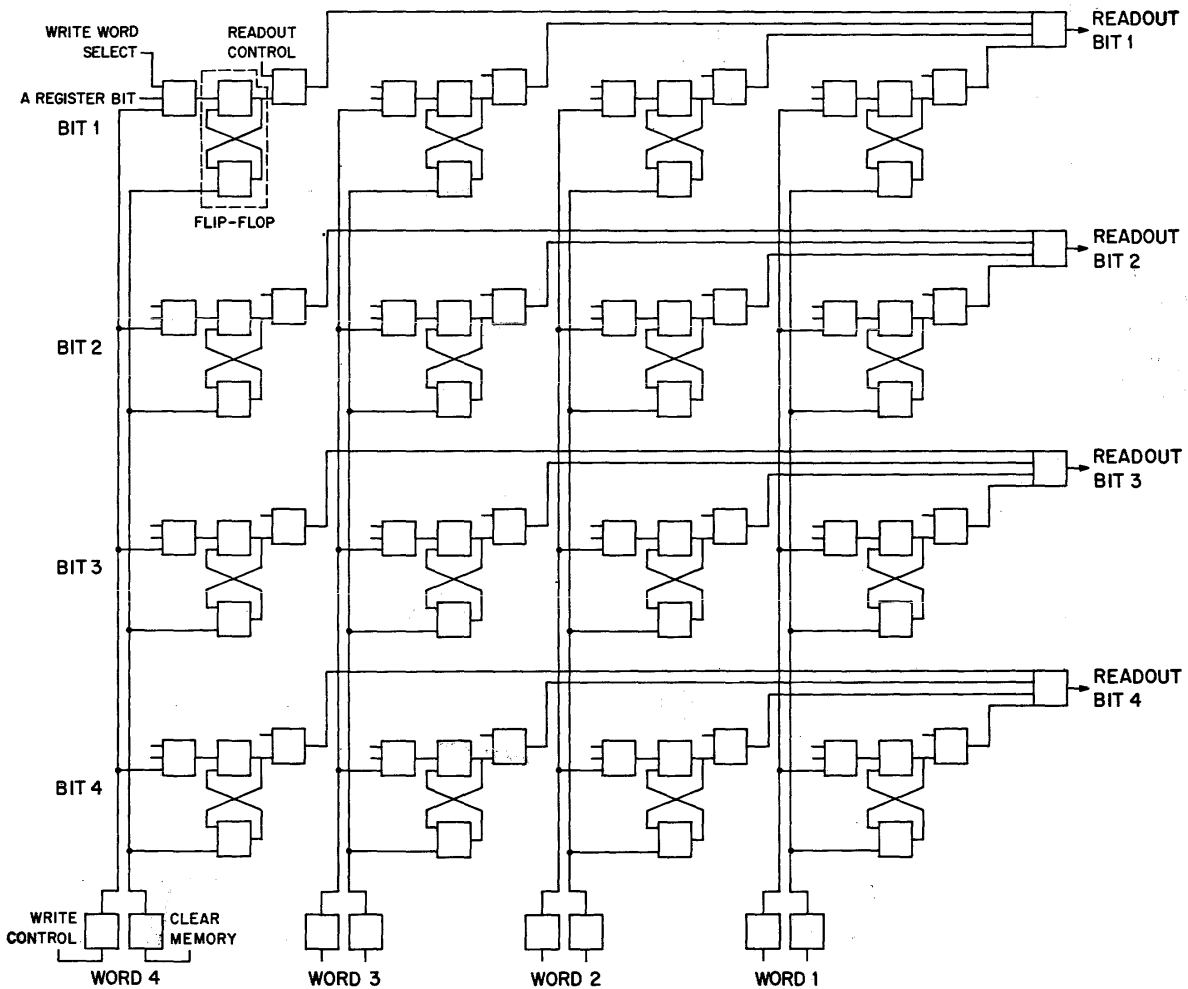 WRITE WORD
SELECT
READOUT
CONTROL
READOUT
BIT 1
A REGISTER BIT
BIT 1
FLIP-FLOP
READOUT
BIT 2
BIT 2
READOUT
BIT 3
BIT 3
READOUT
BIT 4
BIT 4
WRITE
CONTROL
CLEAR
MEMORY
WORD 4
WORD 3
WORD 2
WORD 1